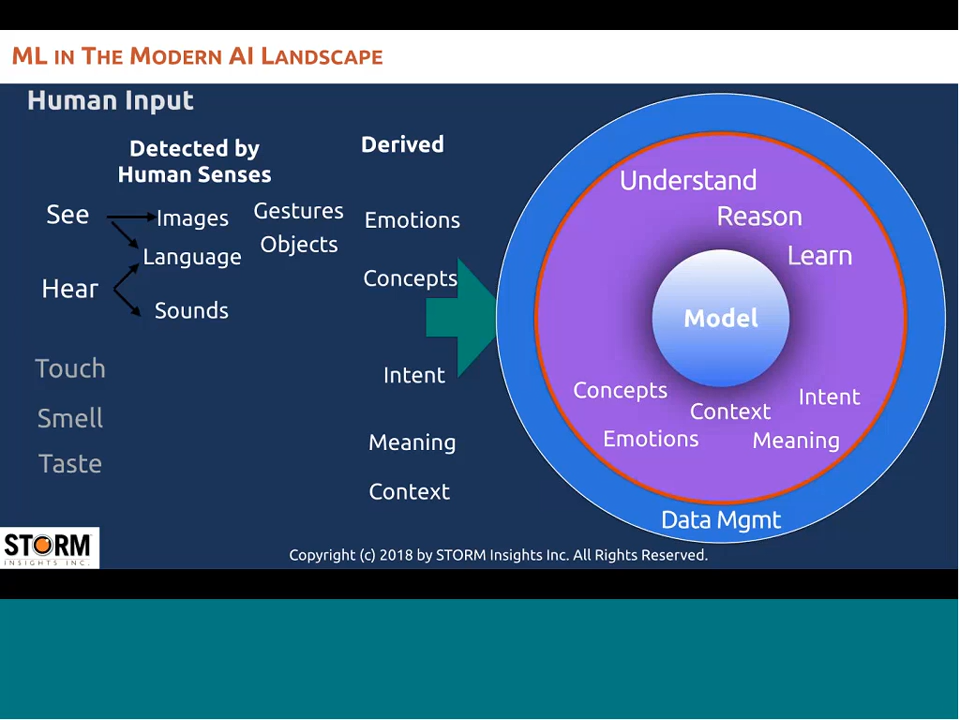 ML IN THE MODERN AI LANDSCAPE
Human Input
Detected by
Human Senses
Derived
See
Images
Gestures
Emotions
Language
Objects
Hear
Concepts
Sounds
Touch
Intent
Smell
Meaning
Taste
Context
Understand
Reason
Learn
Model
Concepts
Intent
Context
Emotions
Meaning
Data Mgmt
STORM
INSIGHTS INC.
Copyright (c) 2018 by STORM Insights Inc. All Rights Reserved.